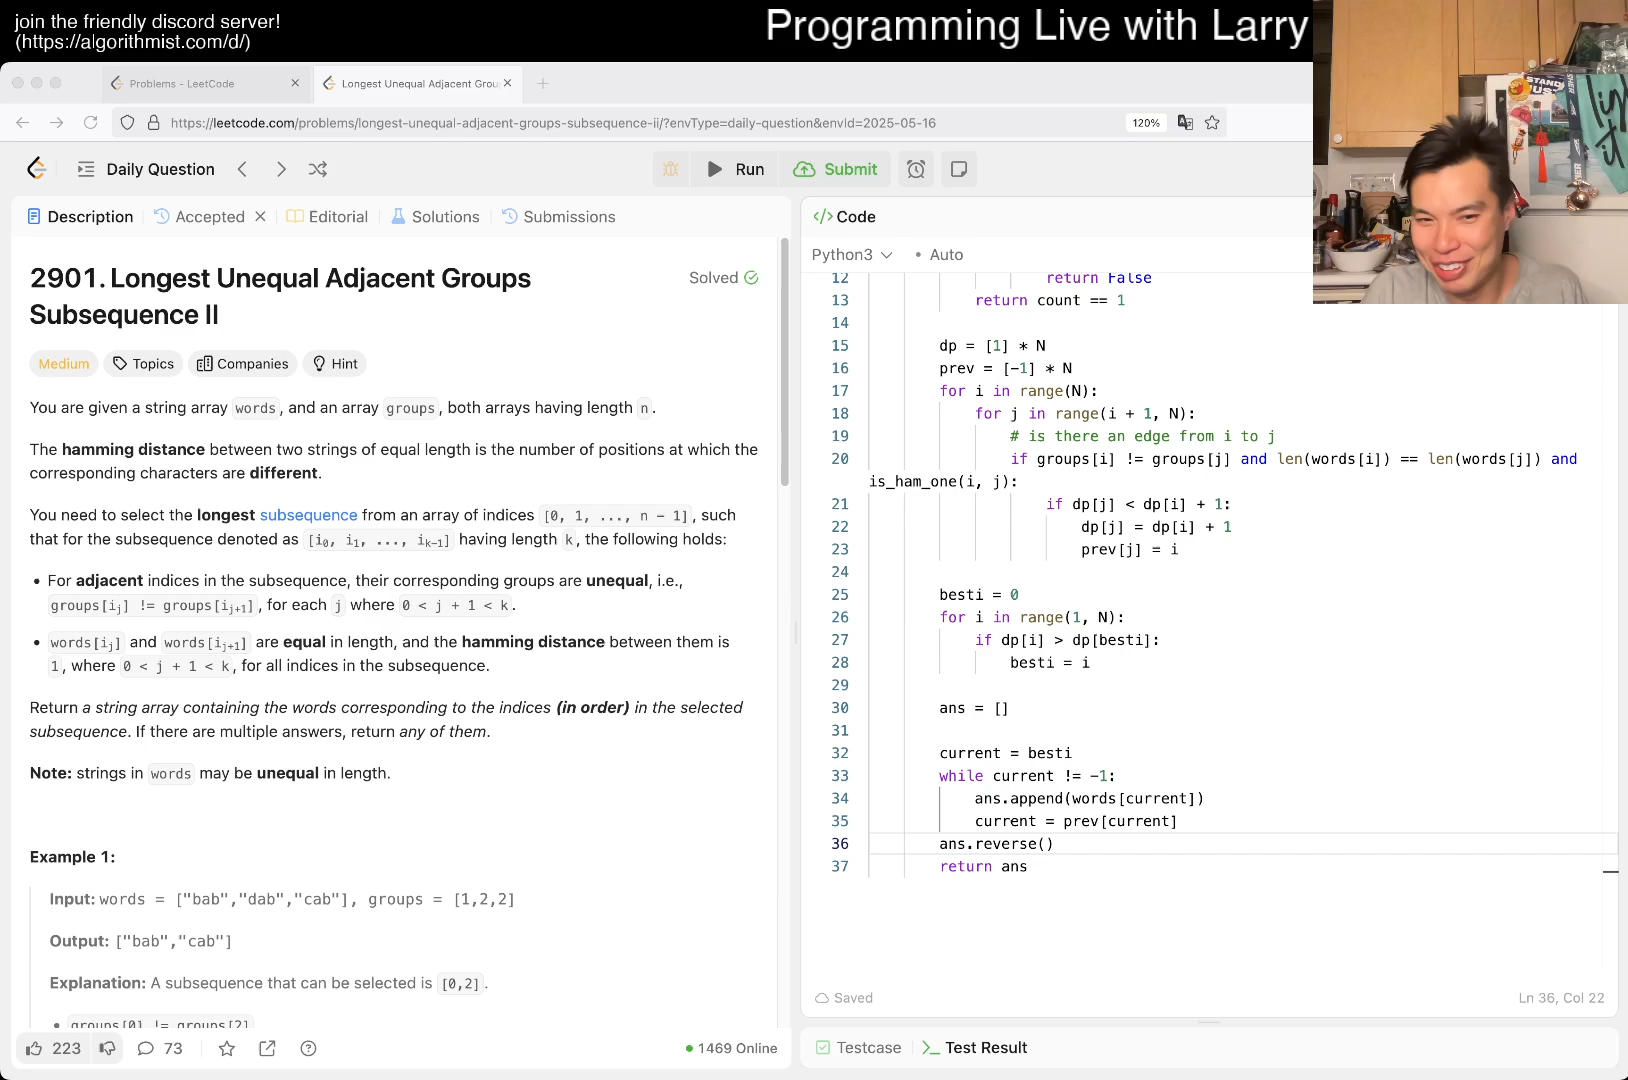 join the friendly discord server!
(https://algorithmist.com/d/)
Programming Live with Larry
Problems - LeetCode
Longest Unequal Adjacent Grou
https://leetcode.com/problems/longest-unequal-adjacent-groups-subsequence-ii/?envType=daily-question&envId=2025-05-16
120%
Daily Question
Run
Submit
Description
Accepted
Editorial
Solutions
Submissions
2901. Longest Unequal Adjacent Groups
Subsequence II
Solved
Medium
Topics
Companies
Hint
You are given a string array words, and an array groups, both arrays having length n.
The hamming distance between two strings of equal length is the number of positions at which the
corresponding characters are different.
You need to select the longest subsequence from an array of indices [0, 1, ..., n - 1], such
that for the subsequence denoted as [i0, i1, ..., ik-1] having length k, the following holds:
• For adjacent indices in the subsequence, their corresponding groups are unequal, i.e.,
groups[ij] != groups[ij+1], for each j where 0 < j + 1 < k.
• words[ij] and words[ij+1] are equal in length, and the hamming distance between them is
1, where 0 < j + 1 < k, for all indices in the subsequence.
Return a string array containing the words corresponding to the indices (in order) in the selected
subsequence. If there are multiple answers, return any of them.
Note: strings in words may be unequal in length.
Example 1:
Input: words = ["bab","dab","cab"], groups = [1,2,2]
Output: ["bab","cab"]
Explanation: A subsequence that can be selected is [0,2].
• groups[0] != groups[2]
223
73
1469 Online
</> Code
Python3
• Auto
12 return False
13 return count == 1
14
15 dp = [1] * N
16 prev = [-1] * N
17 for i in range(N):
18 for j in range(i + 1, N):
19 # is there an edge from i to j
20 if groups[i] != groups[j] and len(words[i]) == len(words[j]) and
is_ham_one(i, j):
21 if dp[j] < dp[i] + 1:
22 dp[j] = dp[i] + 1
23 prev[j] = i
24
25 besti = 0
26 for i in range(1, N):
27 if dp[i] > dp[besti]:
28 besti = i
29
30 ans = []
31
32 current = besti
33 while current != -1:
34 ans.append(words[current])
35 current = prev[current]
36 ans.reverse()
37 return ans
Saved
Ln 36, Col 22
Testcase
Test Result